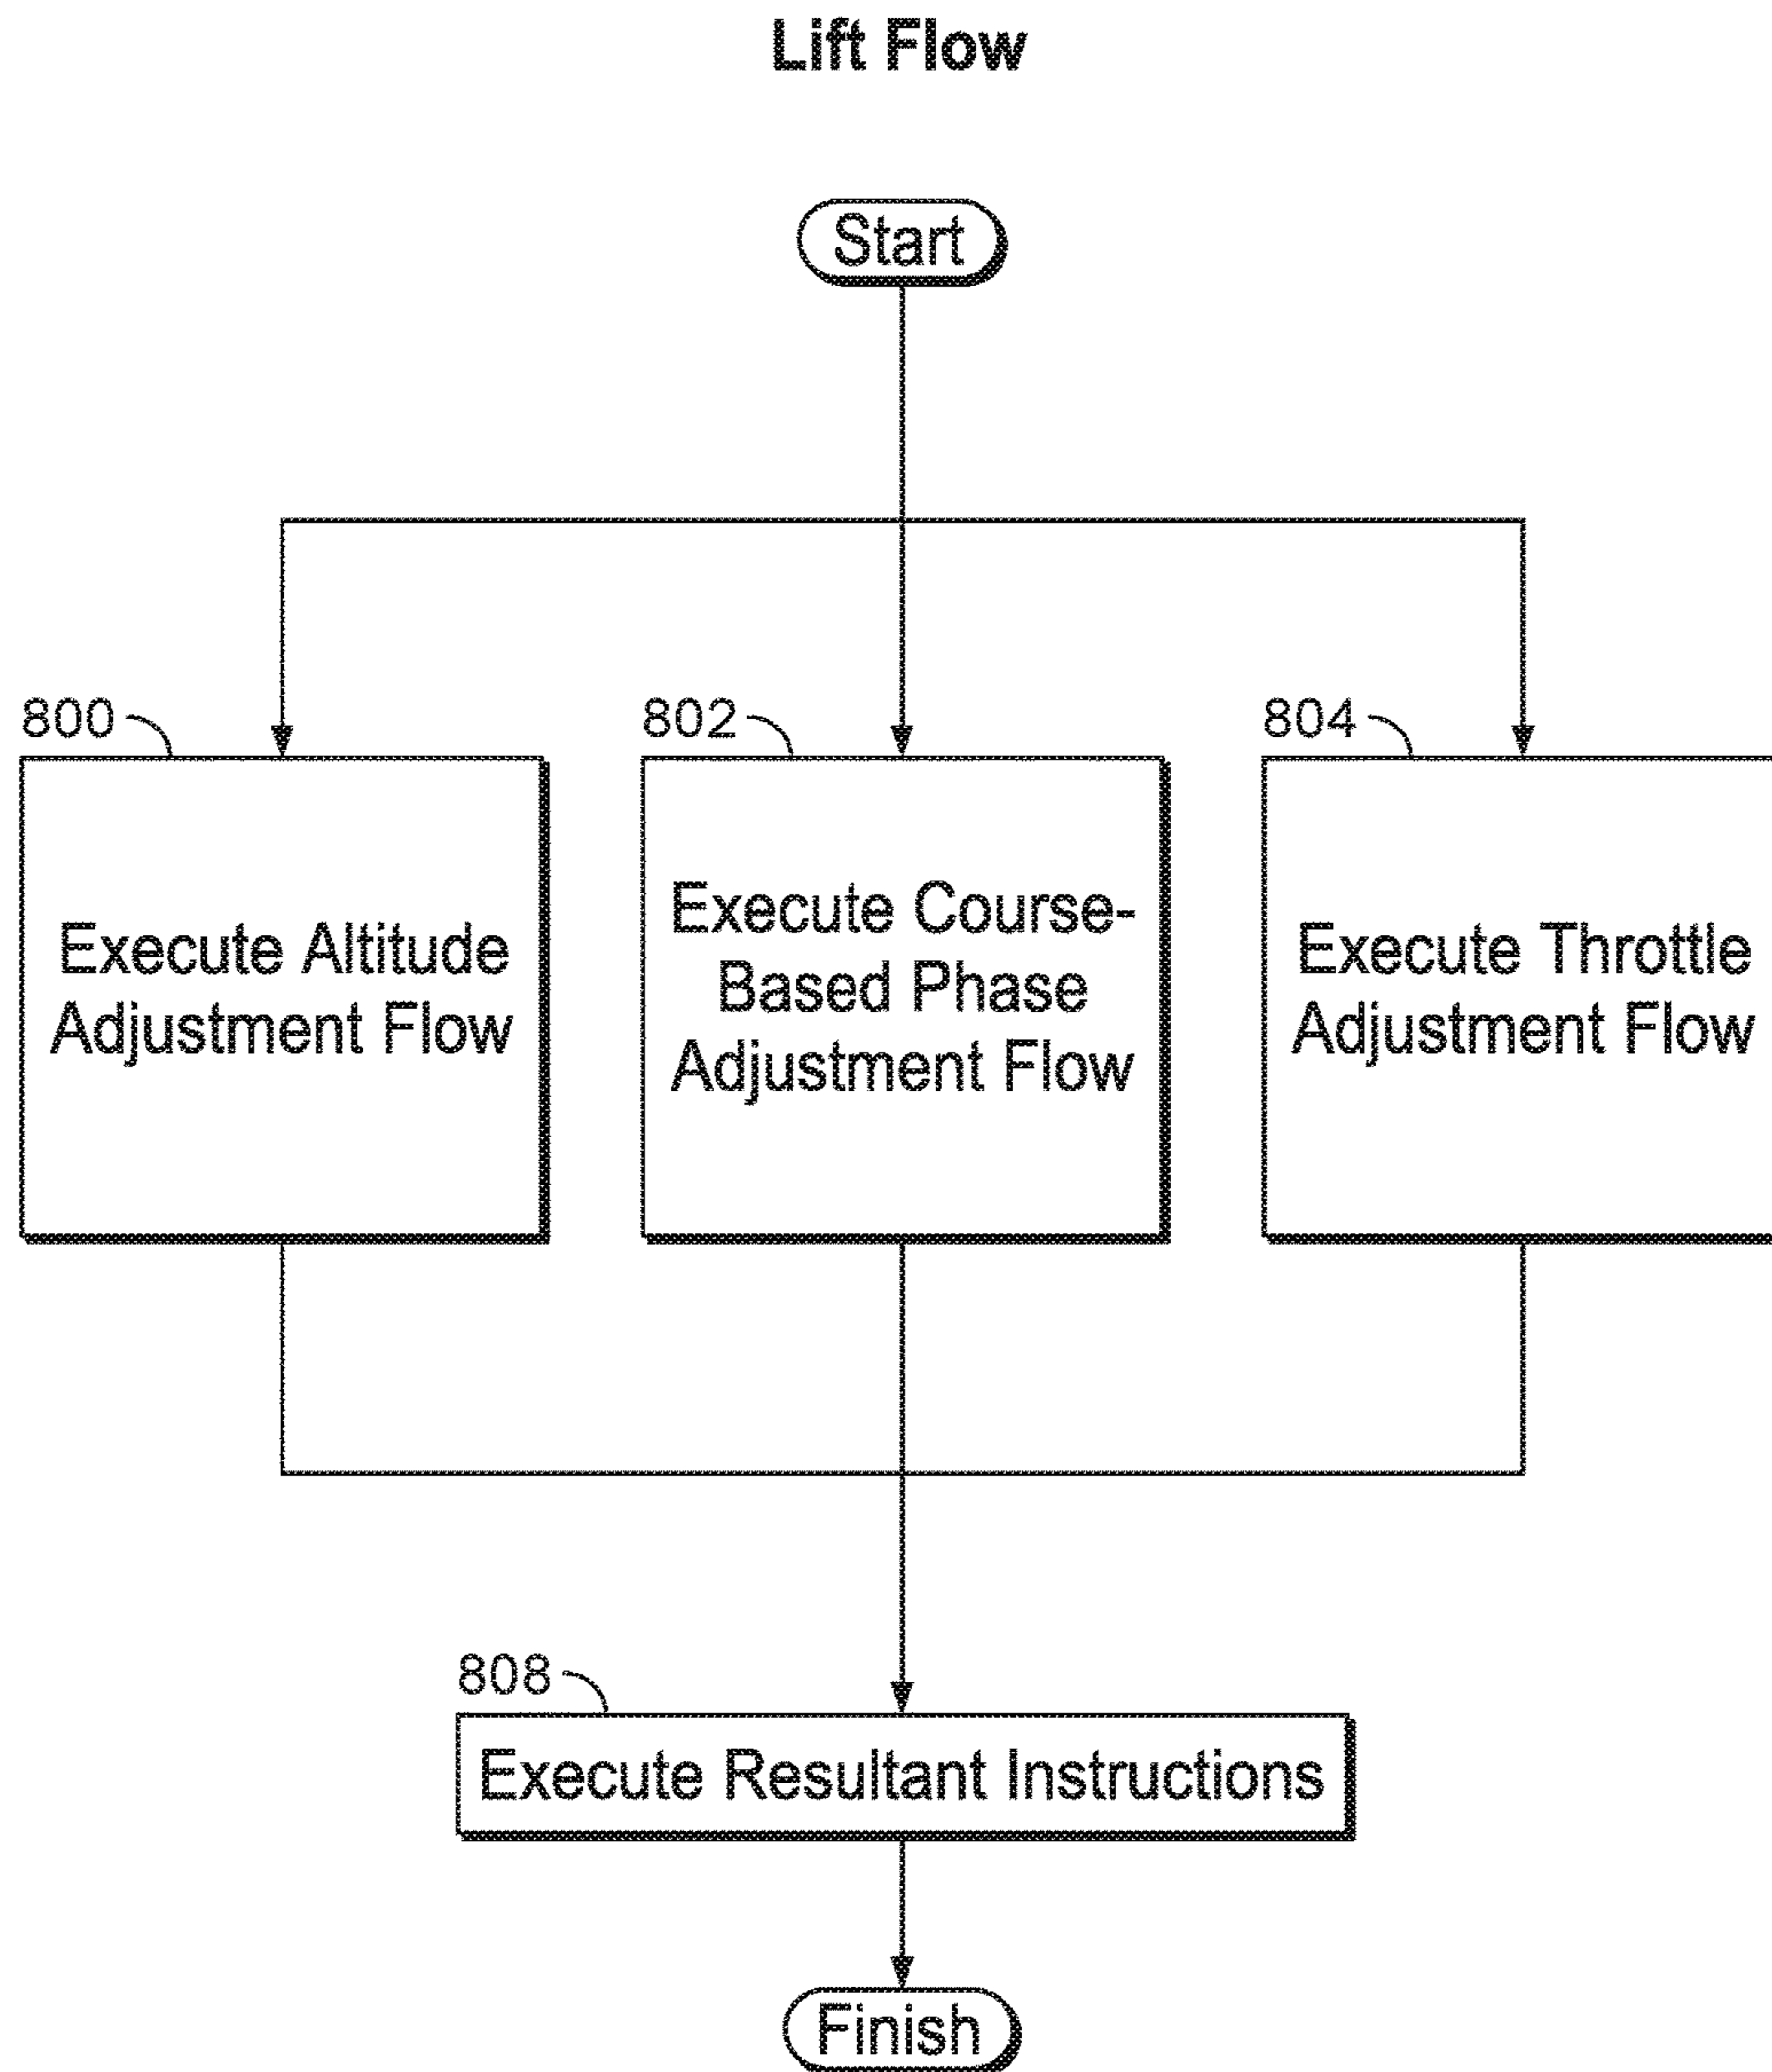 Lift Flow
Start
800
802
804
Execute Altitude
Adjustment Flow
Execute Course-
Based Phase
Adjustment Flow
Execute Throttle
Adjustment Flow
808
Execute Resultant Instructions
Finish